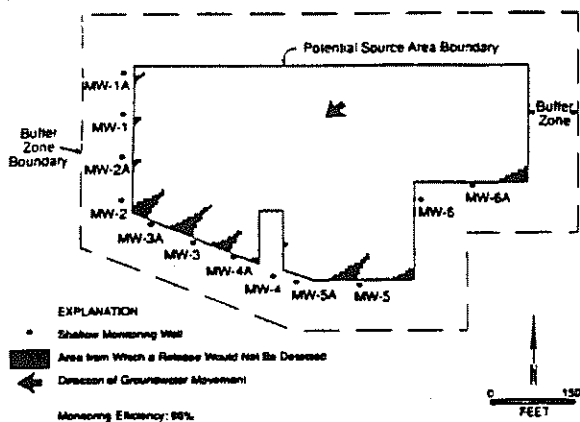 Potential Source Area Boundary
MW-1A
MW-1
Buffer
Zone
Boundary
MW-2A
MW-2
MW-3A
MW-3
MW-4A
MW-4
MW-5A
MW-5
MW-6
MW-6A
Buffer
Zone
EXPLANATION
Shallow Monitoring Well
Area from Which a Release Would Not Be Detected
Direction of Groundwater Movement
Monitoring Efficiency:
N
0 150
FEET